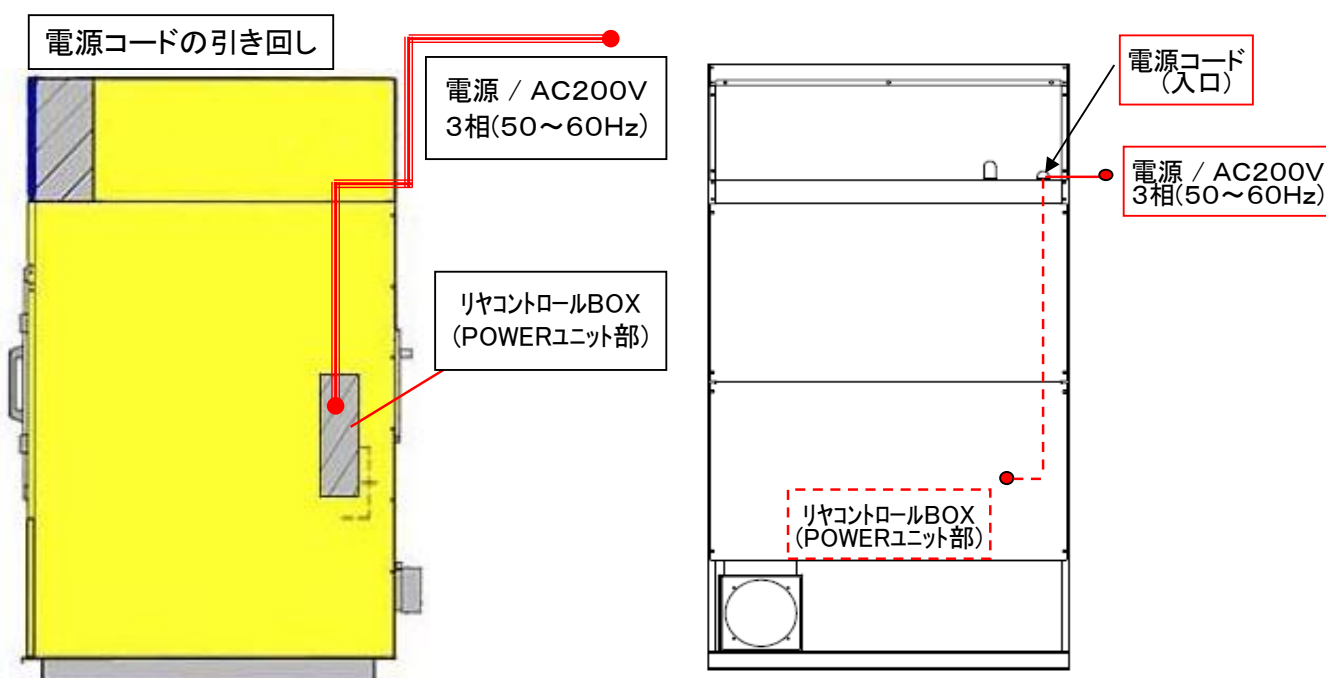 電源コードの引き回し
電源 / AC200V
3相(50～60Hz)
リヤコントロールBOX
(POWERユニット部)
電源コード
(入口)
電源 / AC200V
3相(50～60Hz)
リヤコントロールBOX
(POWERユニット部)